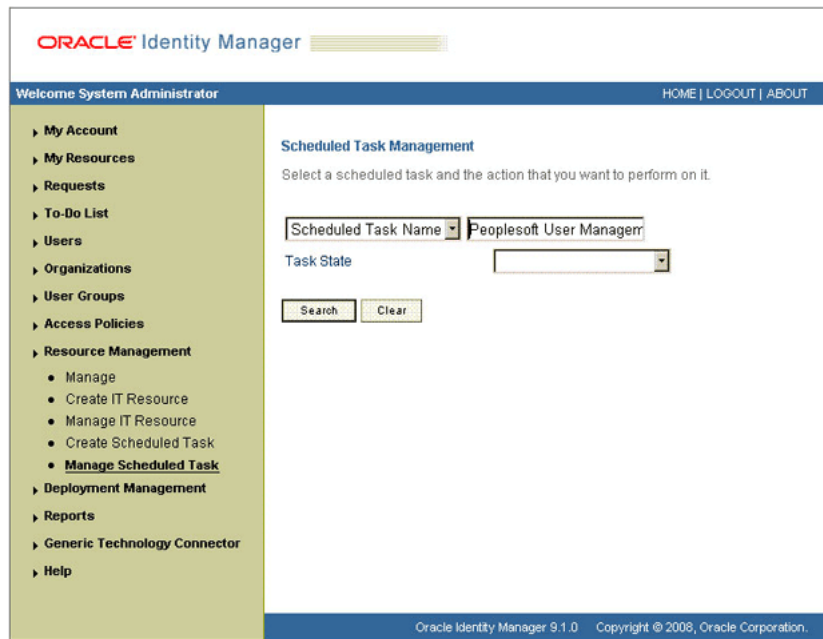 ORACLE Identity Manager
Welcome System Administrator
HOME | LOGOUT | ABOUT
My Account
My Resources
Requests
To-Do List
Users
Organizations
User Groups
Access Policies
Resource Management
Manage
Create IT Resource
Manage IT Resource
Create Scheduled Task
Manage Scheduled Task
Deployment Management
Reports
Generic Technology Connector
Help
Scheduled Task Management
Select a scheduled task and the action that you want to perform on it.
Scheduled Task Name Peoplesoft User Managem
Task State
Search Clear
Oracle Identity Manager 9.1.0 Copyright © 2008, Oracle Corporation.